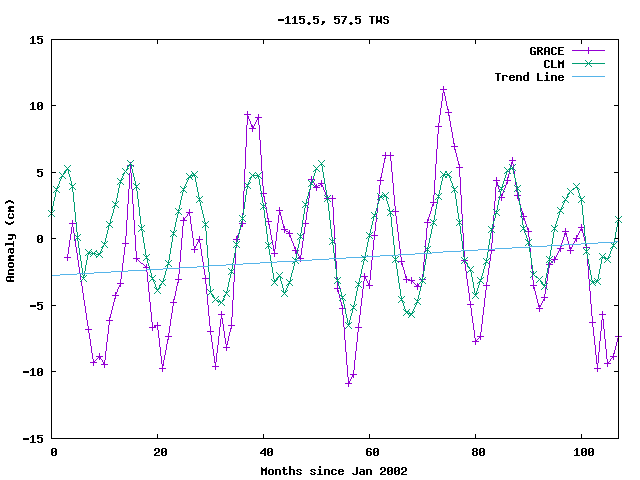 -115.5, 57.5 TWS
GRACE
CLM
Trend Line
15
10
5
0
-5
-10
-15
Anomaly (cm)
0 20 40 60 80 100
Months since Jan 2002